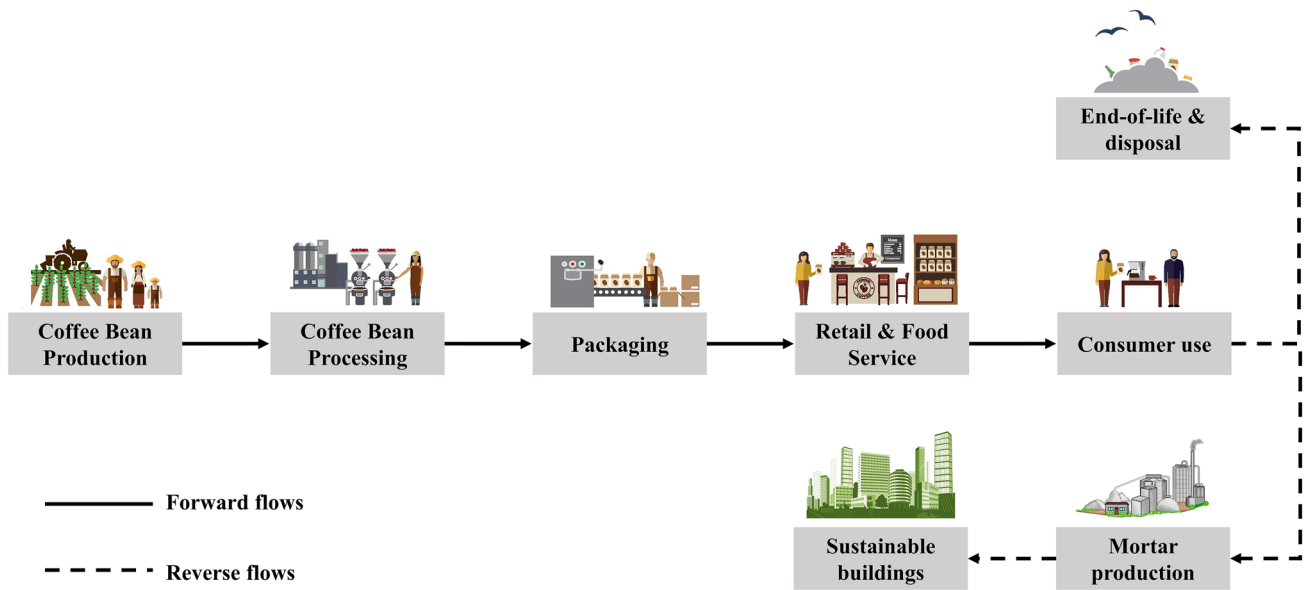 End-of-life &
disposal
Coffee Bean
Production
Coffee Bean
Processing
Packaging
Retail & Food
Service
Consumer use
Forward flows
Reverse flows
Sustainable
buildings
Mortar
production